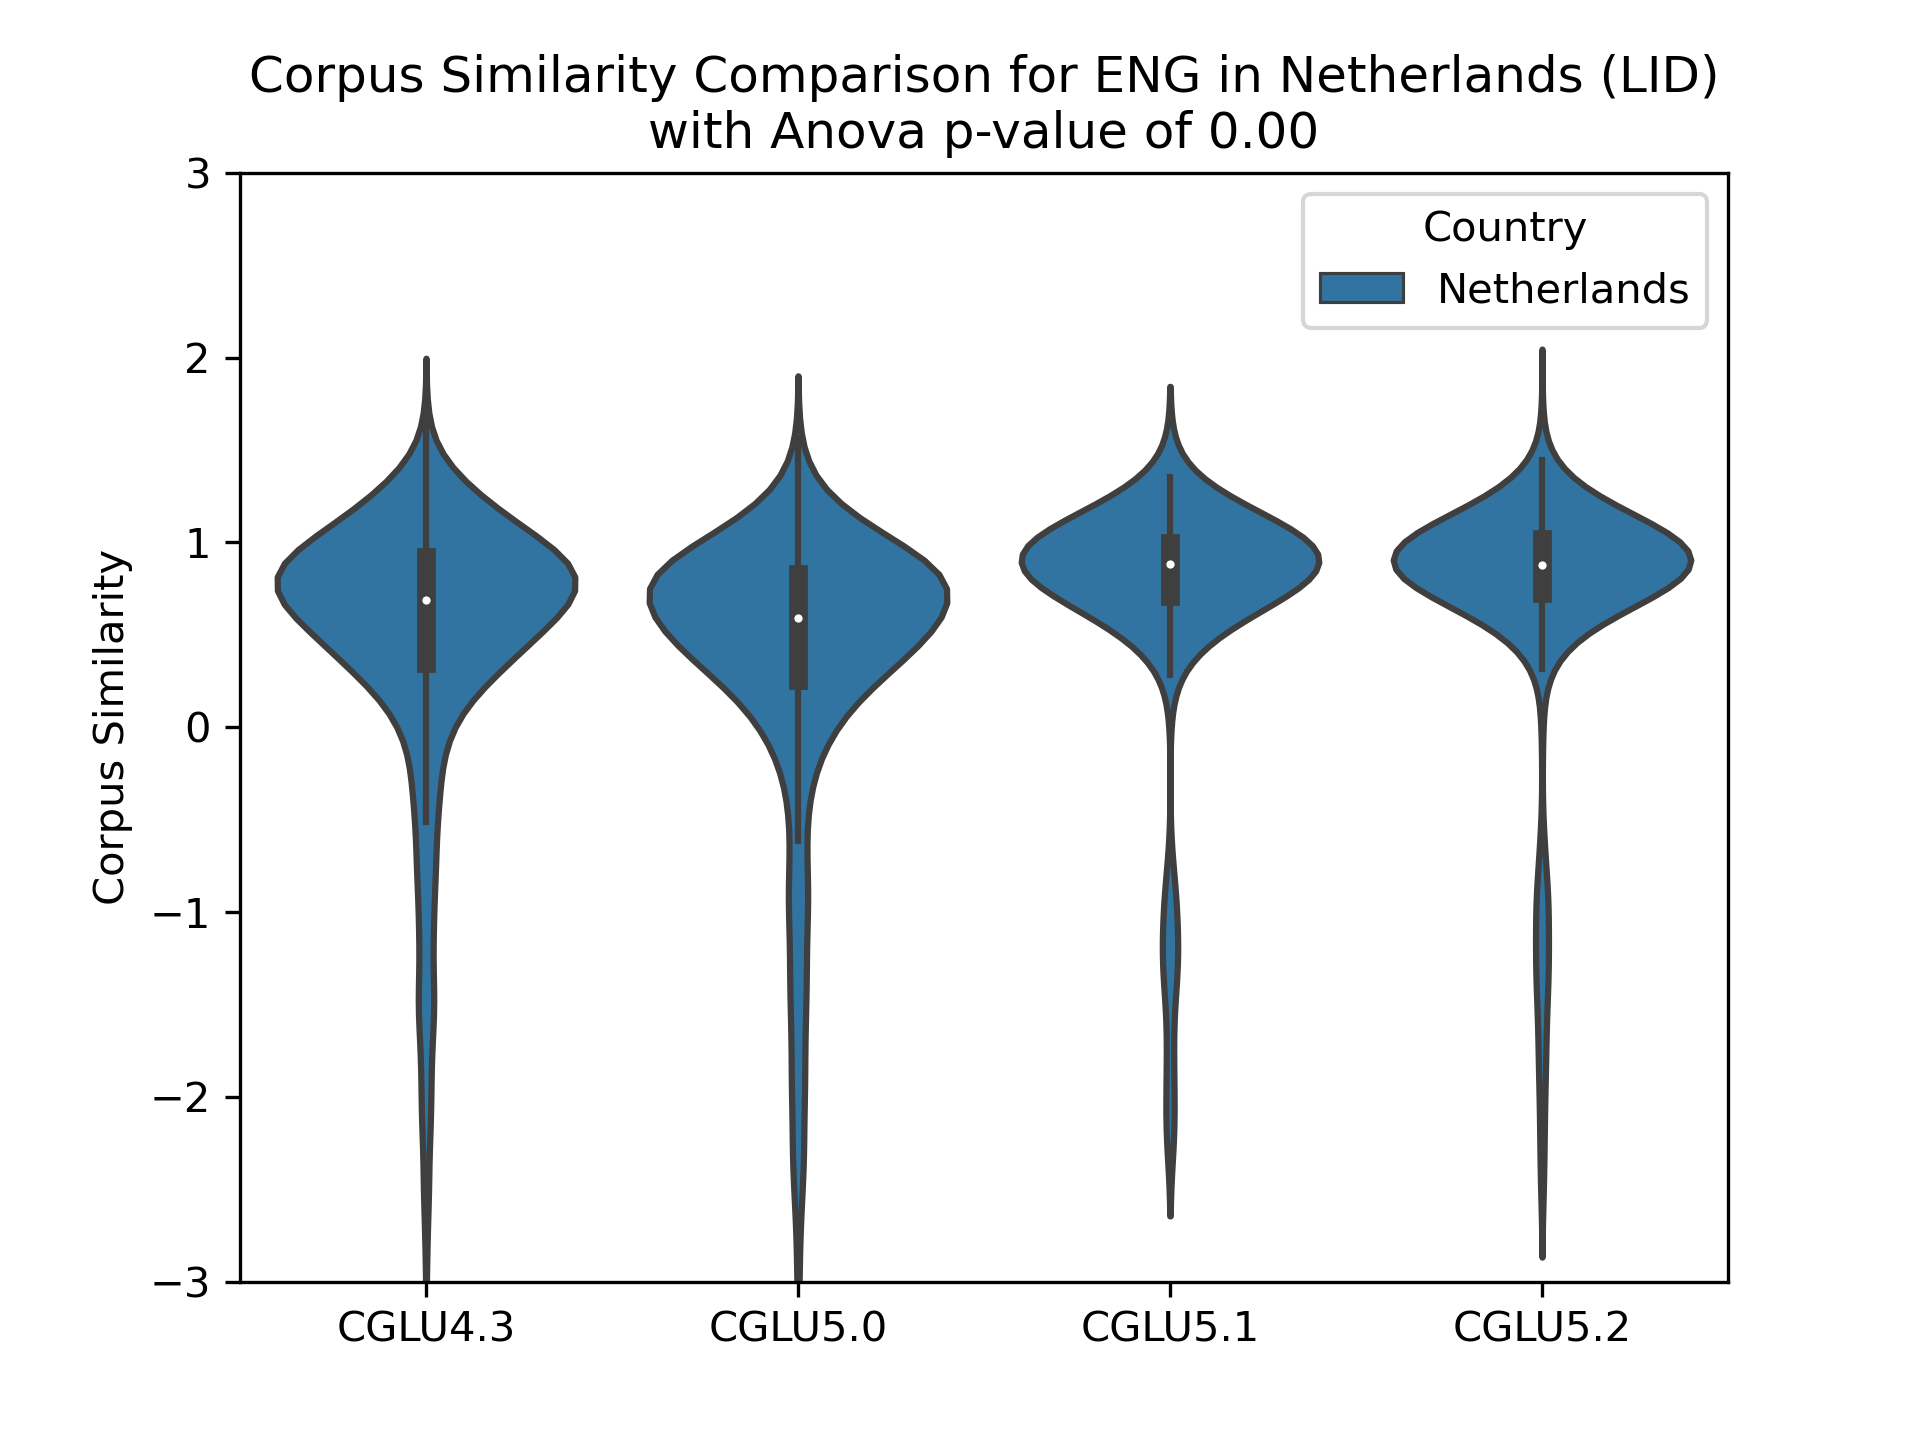 Corpus Similarity Comparison for ENG in Netherlands (LID)
with Anova p-value of 0.00
Country
Netherlands
Corpus Similarity
3
2
1
0
−1
−2
−3
CGLU4.3
CGLU5.0
CGLU5.1
CGLU5.2